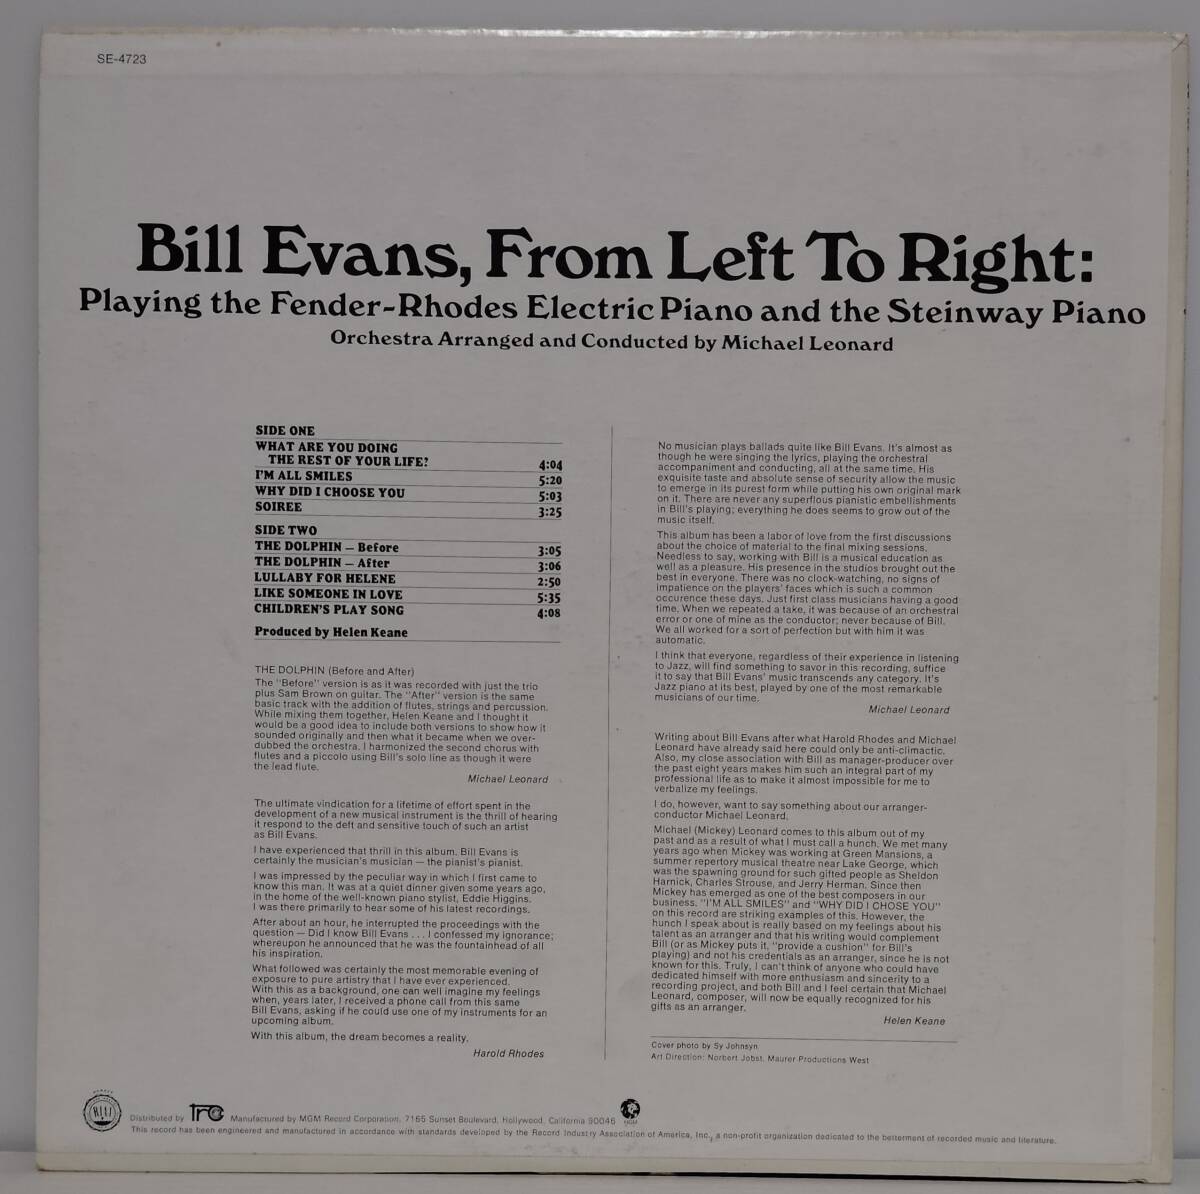 SE-4723
Bill Evans, From Left To Right:
Playing the Fender-Rhodes Electric Piano and the Steinway Piano
Orchestra Arranged and Conducted by Michael Leonard
SIDE ONE
WHAT ARE YOU DOING
THE REST OF YOUR LIFE? 4:04
I'M ALL SMILES 5:20
WHY DID I CHOOSE YOU 5:03
SOIREE 3:25
SIDE TWO
THE DOLPHIN – Before 3:05
THE DOLPHIN – After 3:06
LULLABY FOR HELENE 2:50
LIKE SOMEONE IN LOVE 5:35
CHILDREN'S PLAY SONG 4:08
Produced by Helen Keane
THE DOLPHIN (Before and After)
The "Before" version is as it was recorded with just the trio
plus Sam Brown on guitar. The "After" version is the same
basic track with the addition of flutes, strings and percussion.
While mixing them together, Helen Keane and I thought it
would be a good idea to include both versions to show how it
sounded originally and then what it became when we over-
dubbed the orchestra. I harmonized the second chorus with
flutes and a piccolo using Bill's solo line as though it were
the lead flute.
Michael Leonard
The ultimate vindication for a lifetime of effort spent in the
development of a new musical instrument is the thrill of hearing
it respond to the deft and sensitive touch of such an artist
as Bill Evans.
I have experienced that thrill in this album. Bill Evans is
certainly the musician's musician — the pianist's pianist.
I was impressed by the peculiar way in which I first came to
know this man. It was at a quiet dinner given some years ago,
in the home of the well-known piano stylist, Eddie Higgins.
I was there primarily to hear some of his latest recordings.
After about an hour, he interrupted the proceedings with the
question — Did I know Bill Evans . . . I confessed my ignorance;
whereupon he announced that he was the fountainhead of all
his inspiration.
What followed was certainly the most memorable evening of
exposure to pure artistry that I have ever experienced.
With this as a background, one can well imagine my feelings
when, years later, I received a phone call from this same
Bill Evans, asking if he could use one of my instruments for an
upcoming album.
With this album, the dream becomes a reality.
Harold Rhodes
No musician plays ballads quite like Bill Evans. It's almost as
though he were singing the lyrics, playing the orchestral
accompaniment and conducting, all at the same time. His
exquisite taste and absolute sense of security allow the music
to emerge in its purest form while putting his own original mark
on it. There are never any superflous pianistic embellishments
in Bill's playing; everything he does seems to grow out of the
music itself.
This album has been a labor of love from the first discussions
about the choice of material to the final mixing sessions.
Needless to say, working with Bill is a musical education as
well as a pleasure. His presence in the studios brought out the
best in everyone. There was no clock-watching, no signs of
impatience on the players' faces which is such a common
occurence these days. Just first class musicians having a good
time. When we repeated a take, it was because of an orchestral
error or one of mine as the conductor; never because of Bill.
We all worked for a sort of perfection but with him it was
automatic.
I think that everyone, regardless of their experience in listening
to Jazz, will find something to savor in this recording, suffice
it to say that Bill Evans' music transcends any category. It's
Jazz piano at its best, played by one of the most remarkable
musicians of our time.
Michael Leonard
Writing about Bill Evans after what Harold Rhodes and Michael
Leonard have already said here could only be anti-climactic.
Also, my close association with Bill as manager-producer over
the past eight years makes him such an integral part of my
professional life as to make it almost impossible for me to
verbalize my feelings.
I do, however, want to say something about our arranger-
conductor Michael Leonard.
Michael (Mickey) Leonard comes to this album out of my
past and as a result of what I must call a hunch. We met many
years ago when Mickey was working at Green Mansions, a
summer repertory musical theatre near Lake George, which
was the spawning ground for such gifted people as Sheldon
Harnick, Charles Strouse, and Jerry Herman. Since then
Mickey has emerged as one of the best composers in our
business. "I'M ALL SMILES" and "WHY DID I CHOSE YOU"
on this record are striking examples of this. However, the
hunch I speak about is really based on my feelings about his
talent as an arranger and that his writing would complement
Bill (or as Mickey puts it, "provide a cushion" for Bill's
playing) and not his credentials as an arranger, since he is not
known for this. Truly, I can't think of anyone who could have
dedicated himself with more enthusiasm and sincerity to a
recording project, and both Bill and I feel certain that Michael
Leonard, composer, will now be equally recognized for his
gifts as an arranger.
Helen Keane
Cover photo by Sy Johnsyn
Art Direction: Norbert Jobst, Maurer Productions West
Distributed by TRC Manufactured by MGM Record Corporation, 7165 Sunset Boulevard, Hollywood, California 90046 MGM
This record has been engineered and manufactured in accordance with standards developed by the Record Industry Association of America, Inc., a non-profit organization dedicated to the betterment of recorded music and literature.